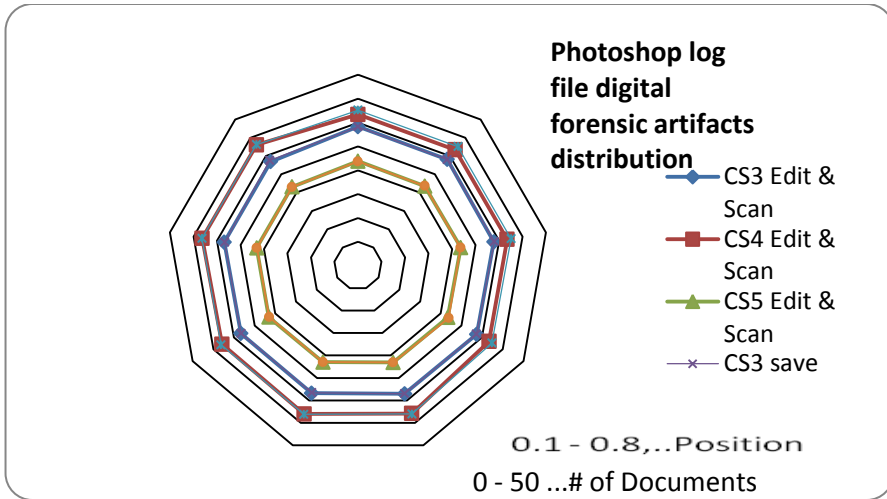 Photoshop log
file digital
forensic artifacts
distribution
CS3 Edit &
Scan
CS4 Edit &
Scan
CS5 Edit &
Scan
CS3 save
0.1 - 0.8,..Position
0 - 50 ...# of Documents